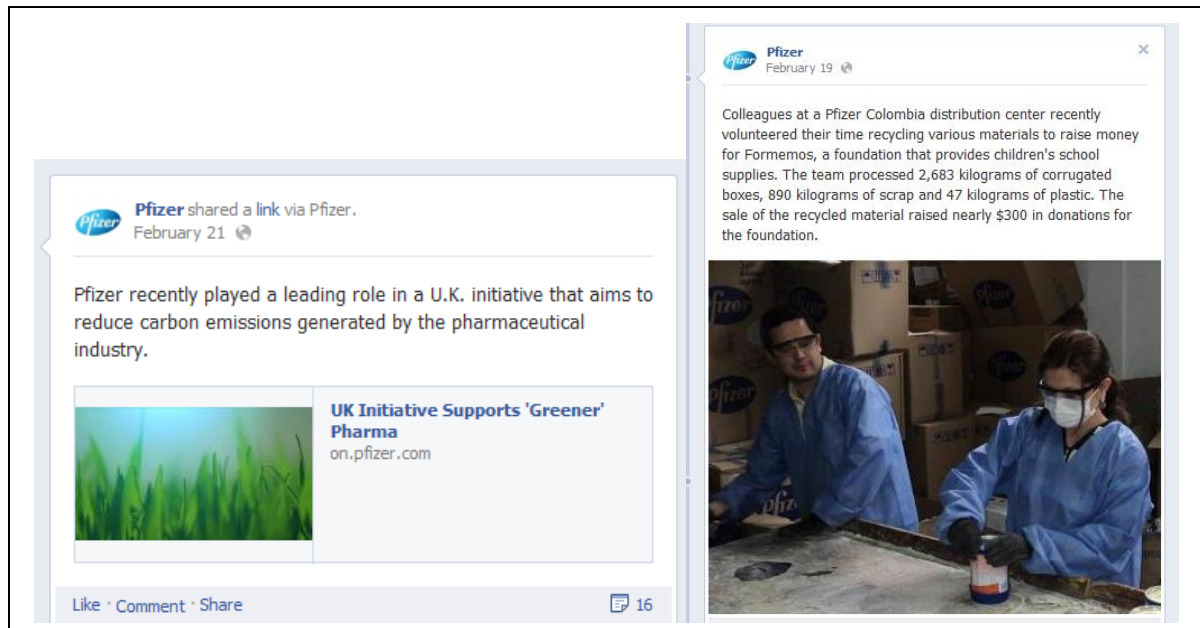 Pfizer
Pfizer shared a link via Pfizer.
February 21
Pfizer recently played a leading role in a U.K. initiative that aims to
reduce carbon emissions generated by the pharmaceutical
industry.
UK Initiative Supports 'Greener'
Pharma
on.pfizer.com
Like · Comment · Share
16
Pfizer
Pfizer
February 19
Colleagues at a Pfizer Colombia distribution center recently
volunteered their time recycling various materials to raise money
for Formemos, a foundation that provides children's school
supplies. The team processed 2,683 kilograms of corrugated
boxes, 890 kilograms of scrap and 47 kilograms of plastic. The
sale of the recycled material raised nearly $300 in donations for
the foundation.
Pfizer
Pfizer
Pfizer